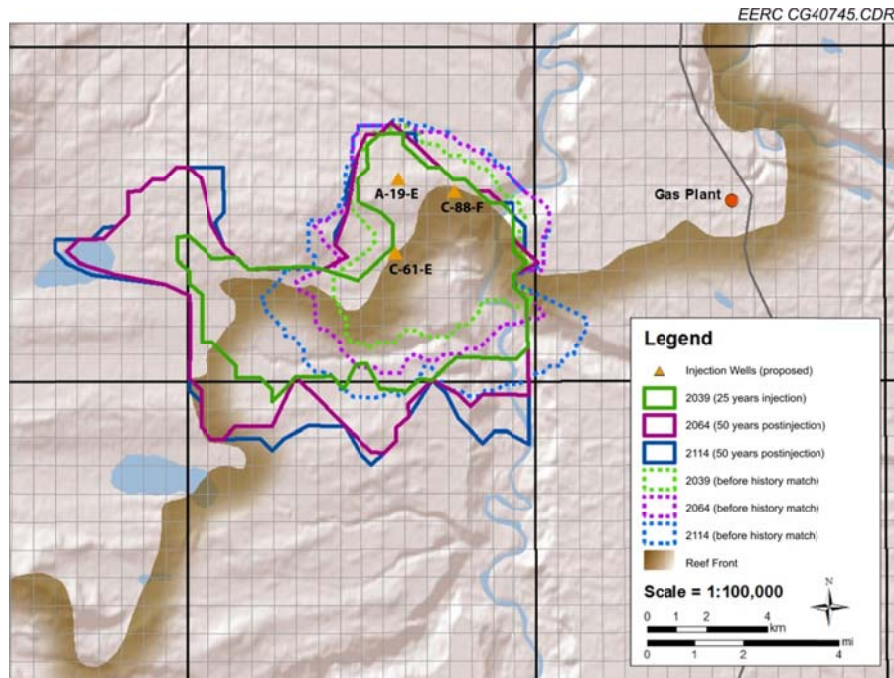 EERC CG40745.CDR
A-19-E
C-88-F
Gas Plant
C-61-E
Legend
Injection Wells (proposed)
2039 (25 years injection)
2064 (50 years postinjection)
2114 (50 years postinjection)
2039 (before history match)
2064 (before history match)
2114 (before history match)
Reef Front
Scale = 1:100,000
N
0 1 2 4
km
mi
0 1 2 4